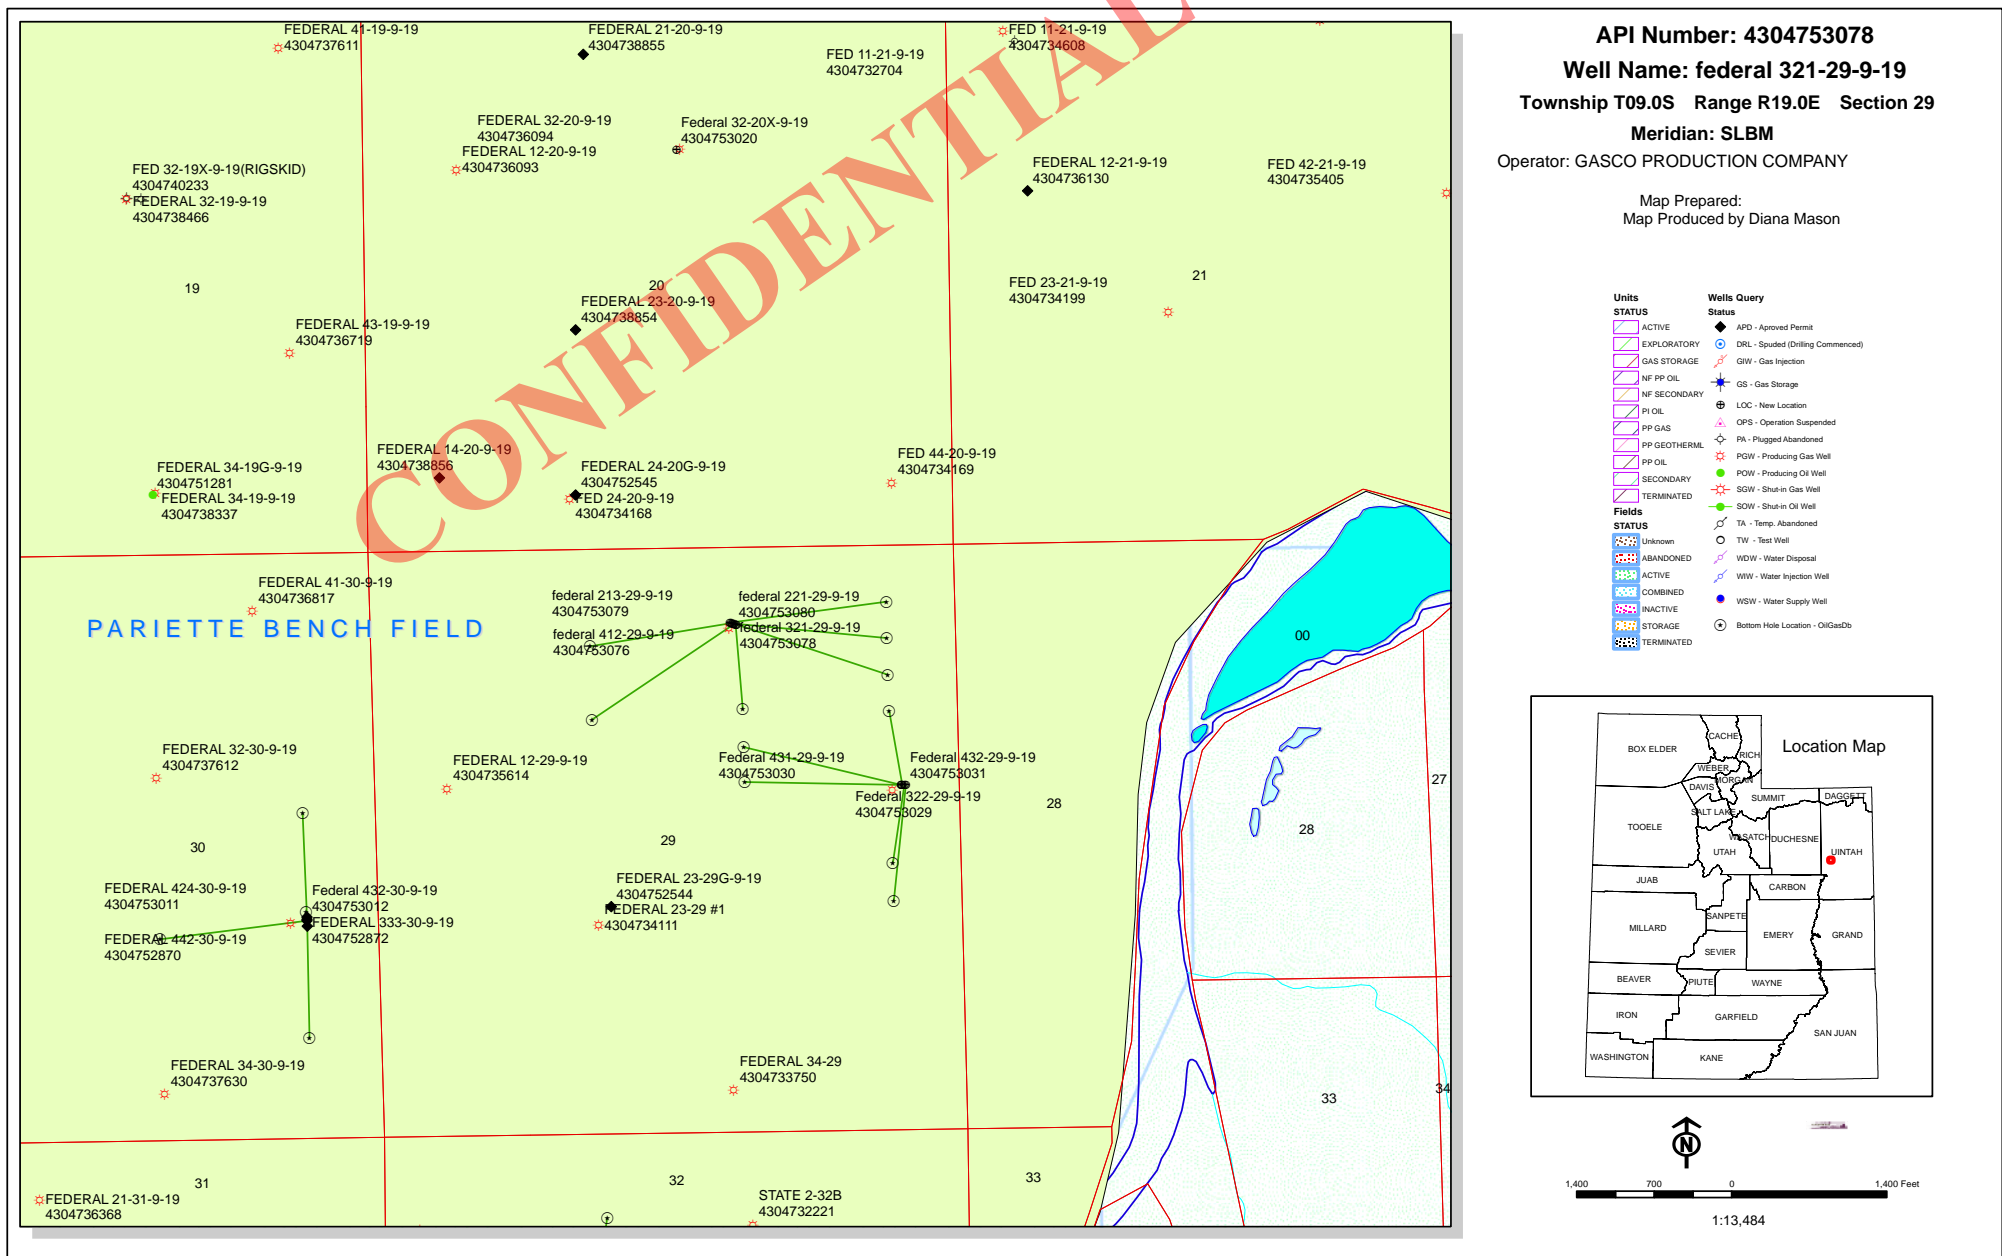 API Number: 4304753078
Well Name: federal 321-29-9-19
Township T09.0S Range R19.0E Section 29
Meridian: SLBM
Operator: GASCO PRODUCTION COMPANY
Map Prepared:
Map Produced by Diana Mason
CONFIDENTIAL
FEDERAL 41-19-9-19
4304737611
FEDERAL 21-20-9-19
4304738855
FED 11-21-9-19
4304732704
FED 11-21-9-19
4304734608
FEDERAL 32-20-9-19
4304736094
FEDERAL 12-20-9-19
4304736093
Federal 32-20X-9-19
4304753020
FED 32-19X-9-19(RIGSKID)
4304740233
FEDERAL 32-19-9-19
4304738466
FEDERAL 12-21-9-19
4304736130
FED 42-21-9-19
4304735405
19
20
21
FEDERAL 23-20-9-19
4304738854
FED 23-21-9-19
4304734199
FEDERAL 43-19-9-19
4304736719
FEDERAL 14-20-9-19
4304738856
FEDERAL 34-19G-9-19
4304751281
FEDERAL 34-19-9-19
4304738337
FEDERAL 24-20G-9-19
4304752545
FED 24-20-9-19
4304734168
FED 44-20-9-19
4304734169
FEDERAL 41-30-9-19
4304736817
PARIETTE BENCH FIELD
federal 213-29-9-19
4304753079
federal 412-29-9-19
4304753076
federal 221-29-9-19
4304753080
federal 321-29-9-19
4304753078
00
FEDERAL 32-30-9-19
4304737612
FEDERAL 12-29-9-19
4304735614
Federal 431-29-9-19
4304753030
Federal 432-29-9-19
4304753031
Federal 322-29-9-19
4304753029
27
28
28
29
30
FEDERAL 424-30-9-19
4304753011
Federal 432-30-9-19
4304753012
FEDERAL 333-30-9-19
4304752872
FEDERAL 442-30-9-19
4304752870
FEDERAL 23-29G-9-19
4304752544
FEDERAL 23-29 #1
4304734111
FEDERAL 34-30-9-19
4304737630
FEDERAL 34-29
4304733750
33
34
31
32
33
FEDERAL 21-31-9-19
4304736368
STATE 2-32B
4304732221
Units
STATUS
ACTIVE
EXPLORATORY
GAS STORAGE
NF PP OIL
NF SECONDARY
PI OIL
PP GAS
PP GEOTHERML
PP OIL
SECONDARY
TERMINATED
Fields
STATUS
Unknown
ABANDONED
ACTIVE
COMBINED
INACTIVE
STORAGE
TERMINATED
Wells Query
Status
APD - Aproved Permit
DRL - Spuded (Drilling Commenced)
GIW - Gas Injection
GS - Gas Storage
LOC - New Location
OPS - Operation Suspended
PA - Plugged Abandoned
PGW - Producing Gas Well
POW - Producing Oil Well
SGW - Shut-in Gas Well
SOW - Shut-in Oil Well
TA - Temp. Abandoned
TW - Test Well
WDW - Water Disposal
WIW - Water Injection Well
WSW - Water Supply Well
Bottom Hole Location - OilGasDb
Location Map
BOX ELDER
CACHE
RICH
WEBER
MORGAN
DAVIS
SUMMIT
DAGGETT
SALT LAKE
TOOELE
WASATCH
DUCHESNE
UTAH
UINTAH
JUAB
CARBON
SANPETE
MILLARD
EMERY
GRAND
SEVIER
BEAVER
PIUTE
WAYNE
IRON
GARFIELD
SAN JUAN
WASHINGTON
KANE
N
1,400 700 0 1,400 Feet
1:13,484